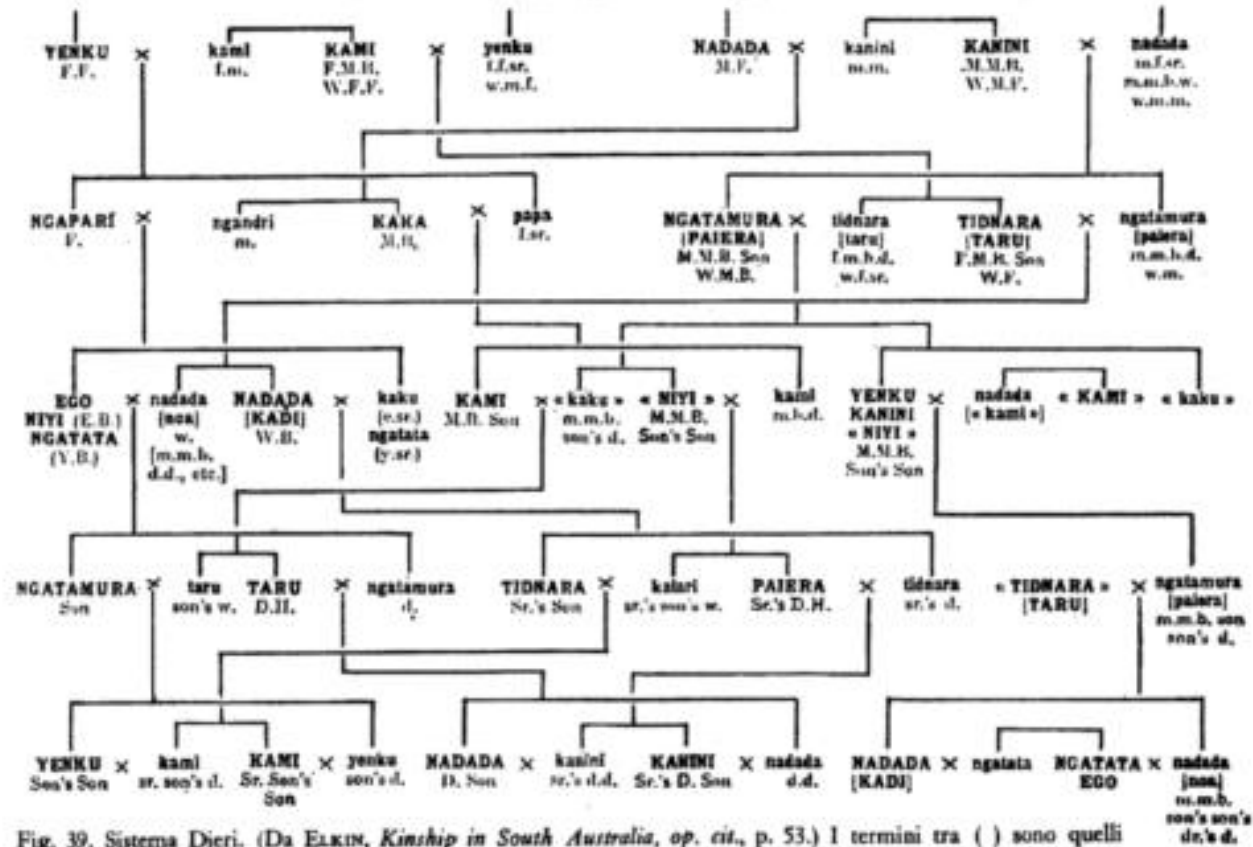 YENKU × kami KAMI × yenku NADADA × kanini KANINI × nadada
F.F. f.m. F.M.B. f.f.sr. M.F. m.m. M.M.B. m.f.sr.
W.F.F. w.m.f. W.M.F. m.m.b.w.
w.m.m.
NGAPARI × ngandri KAKA × papa NGATAMURA × tidnara TIDNARA × ngatamura
F. m. M.B. f.sr. [PAIERA] [taru] [TARU] [paiera]
M.M.B. Son f.m.b.d. F.M.B. Son m.m.b.d.
W.M.B. w.f.sr. W.F. w.m.
EGO × nadada NADADA × kaku KAMI × « kaku » « NIYI » × kami YENKU × nadada « KAMI » « kaku »
NIYI (E.B.) [noa] [KADI] (e.sr.) M.B. Son m.m.b. M.M.B. m.b.d. KANINI [« kami »]
NGATATA w. W.B. ngatata son's d. Son's Son « NIYI »
(Y.B.) [m.m.b. (y.sr.) M.M.B.
d.d., etc.] Son's Son
NGATAMURA × taru TARU × ngatamura TIDNARA × kalari PAIERA × tidnara « TIDNARA » × ngatamura
Son son's w. D.H. d. Sr.'s Son sr.'s son's w. Sr.'s D.H. sr.'s d. [TARU] [paiera]
m.m.b. son
son's d.
YENKU × kami KAMI × yenku NADADA × kanini KANINI × nadada NADADA × ngatata NGATATA × nadada
Son's Son sr. son's d. Sr. Son's son's d. D. Son sr.'s d.d. Sr.'s D. Son d.d. [KADI] EGO [noa]
Son m.m.b.
son's son's
dr.'s d.
Fig. 39. Sistema Dieri. (Da ELKIN, Kinship in South Australia, op. cit., p. 53.) I termini tra ( ) sono quelli